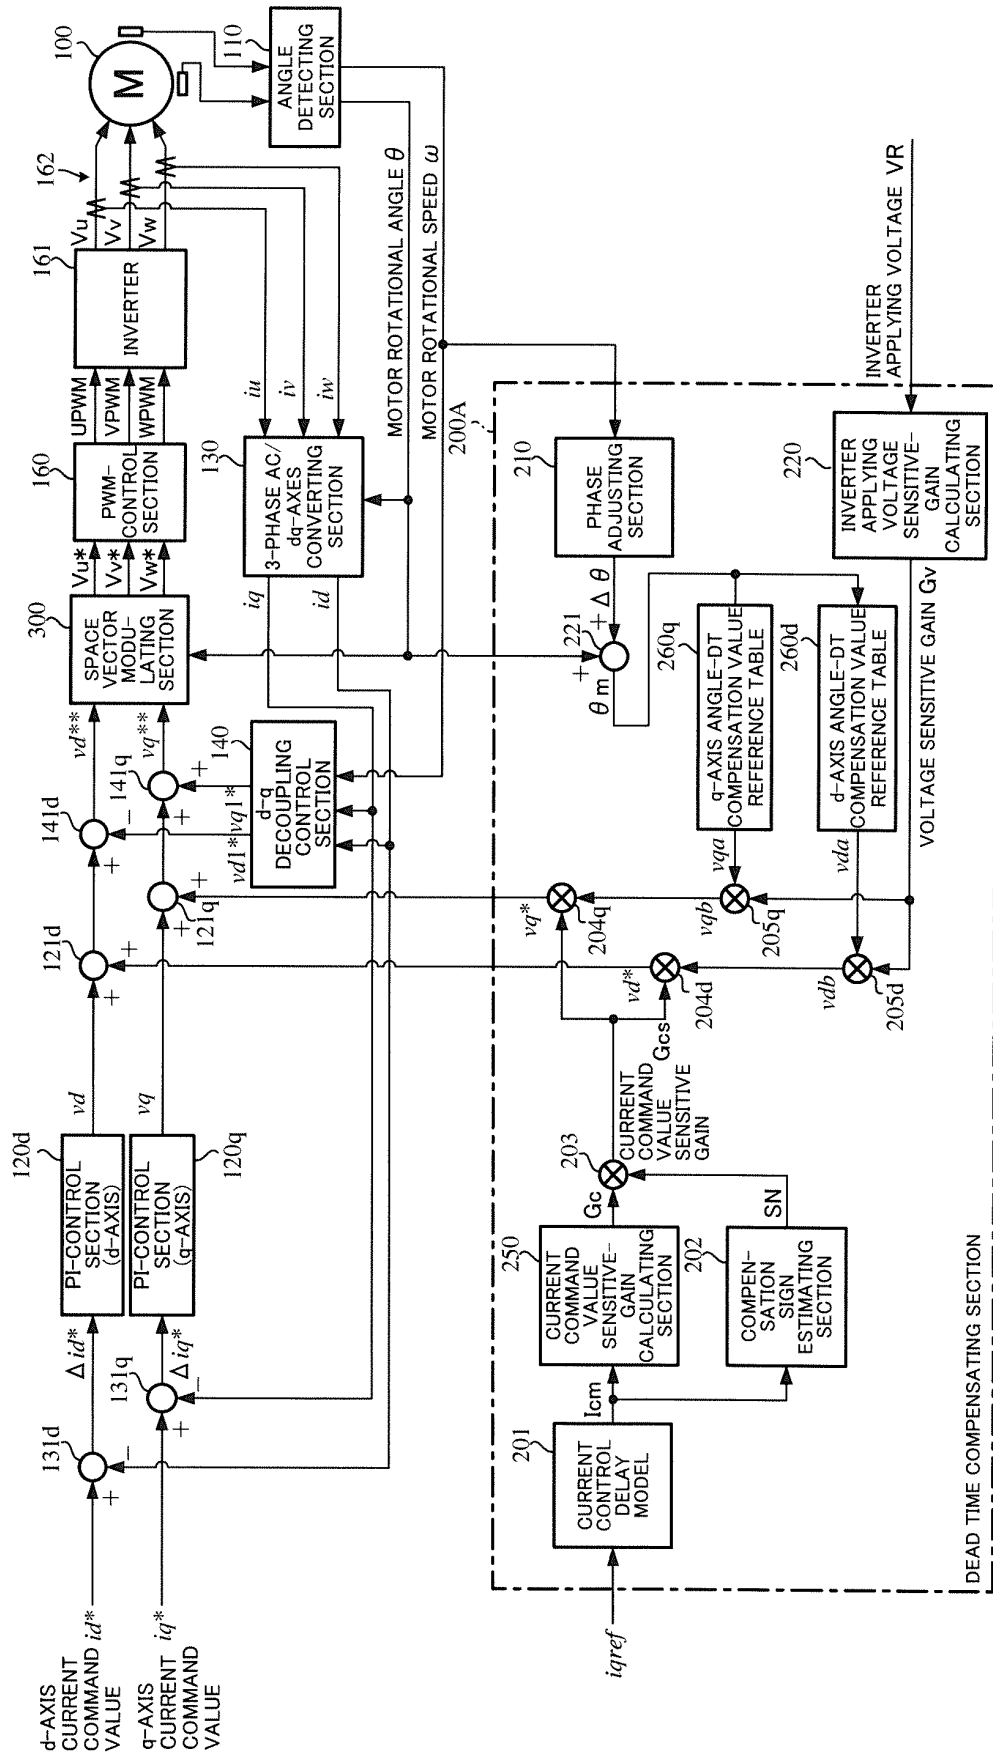 d-AXIS
CURRENT
COMMAND id*
VALUE
q-AXIS
CURRENT iq*
COMMAND
VALUE
131d
+
−
Δid*
131q
+
−
Δiq*
120d
PI-CONTROL
SECTION
(d-AXIS)
120q
PI-CONTROL
SECTION
(q-AXIS)
vd
vq
121d
+
+
121q
+
+
141d
+
−
141q
+
+
vd**
vq**
vd1*
vq1*
140
d-q
DECOUPLING
CONTROL
SECTION
300
SPACE
VECTOR
MODU-
LATING
SECTION
Vu*
Vv*
Vw*
160
PWM-
CONTROL
SECTION
UPWM
VPWM
WPWM
161
INVERTER
Vu
Vv
Vw
162
100
M
110
ANGLE
DETECTING
SECTION
130
3-PHASE AC/
dq-AXES
CONVERTING
SECTION
iq
id
iu
iv
iw
MOTOR ROTATIONAL ANGLE θ
MOTOR ROTATIONAL SPEED ω
200A
iqref
201
CURRENT
CONTROL
DELAY
MODEL
Icm
250
CURRENT
COMMAND
VALUE
SENSITIVE-
GAIN
CALCULATING
SECTION
202
COMPEN-
SATION
SIGN
ESTIMATING
SECTION
Gc
SN
203
CURRENT
COMMAND
VALUE
SENSITIVE
GAIN
Gcs
vq*
204q
vd*
204d
vqb
205q
vdb
205d
vqa
vda
260q
q-AXIS ANGLE-DT
COMPENSATION VALUE
REFERENCE TABLE
260d
d-AXIS ANGLE-DT
COMPENSATION VALUE
REFERENCE TABLE
θm
221
+
+
Δθ
210
PHASE
ADJUSTING
SECTION
220
INVERTER
APPLYING
VOLTAGE
SENSITIVE-
GAIN
CALCULATING
SECTION
INVERTER
APPLYING VOLTAGE VR
VOLTAGE SENSITIVE GAIN Gv
DEAD TIME COMPENSATING SECTION